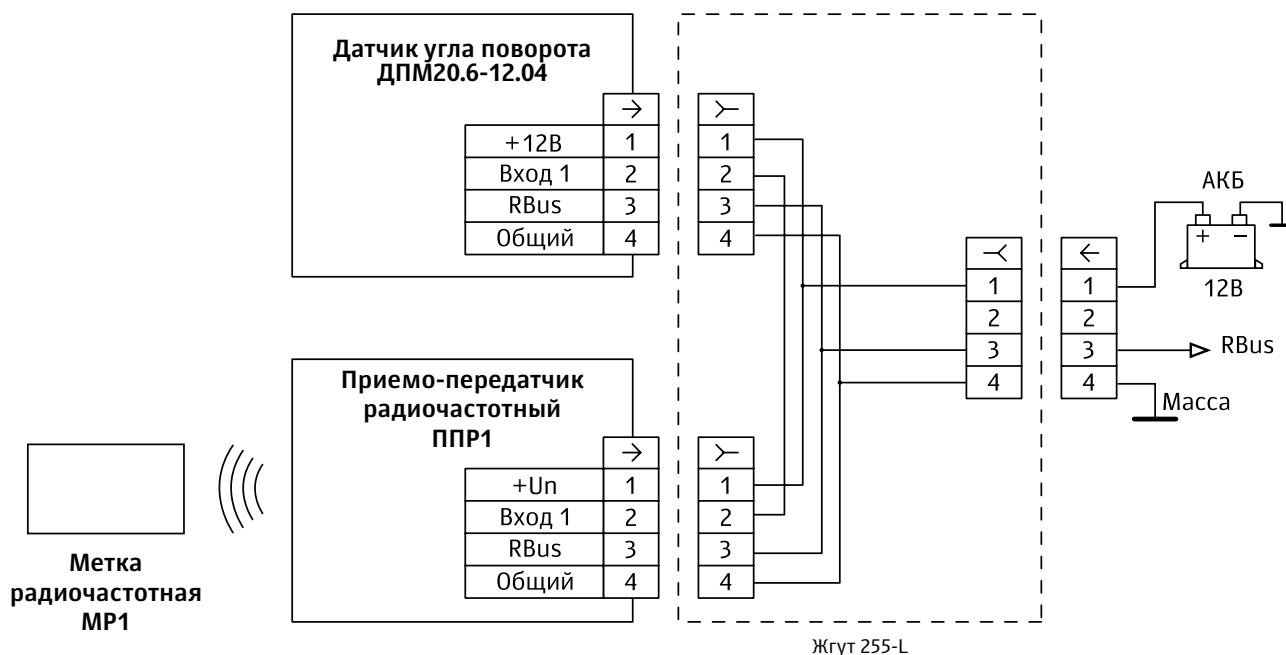 Датчик угла поворота
ДПМ20.6-12.04
+12В 1
Вход 1 2
RBus 3
Общий 4
1
2
3
4
Приемо-передатчик
радиочастотный
ППР1
+Uп 1
Вход 1 2
RBus 3
Общий 4
1
2
3
4
Метка
радиочастотная
МР1
1
2
3
4
1
2
3
4
АКБ
+ −
12В
RBus
Масса
Жгут 255-L